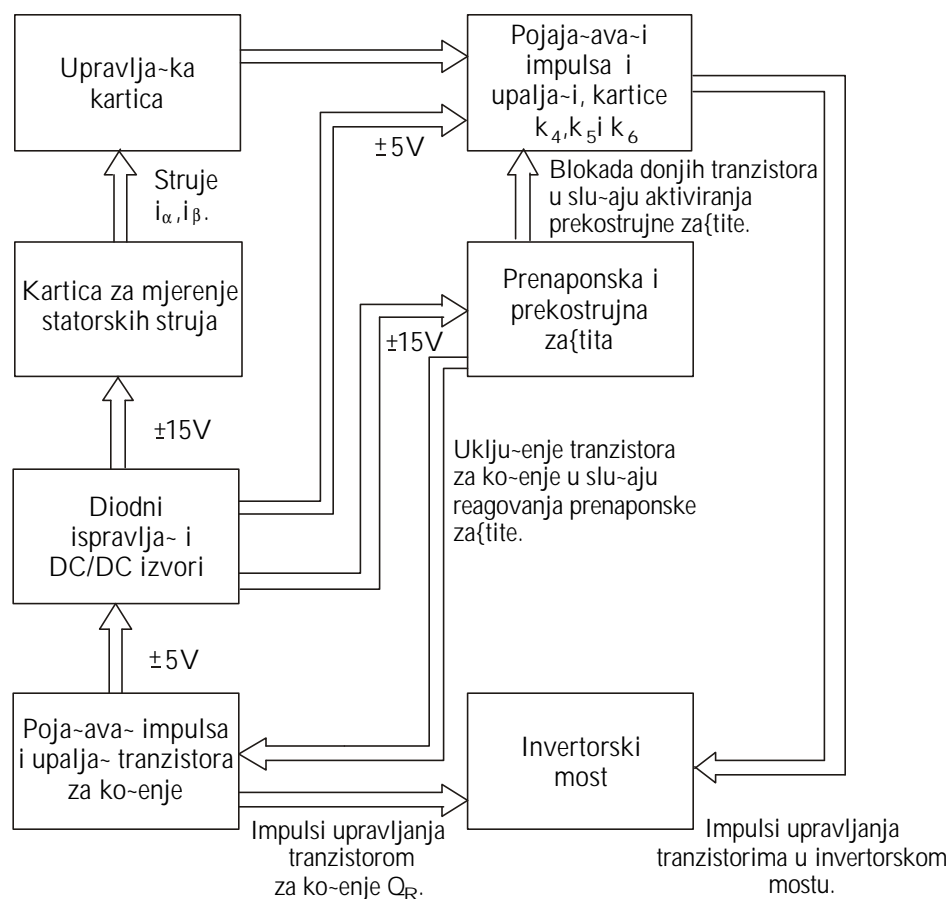 Upravlja~ka
kartica
Pojaja~ava~i
impulsa i
upalja~i, kartice
k4,k5i k6
±5V
Struje
iα,iβ.
Blokada donjih tranzistora
u slu~aju aktiviranja
prekostrujne za{tite.
Kartica za mjerenje
statorskih struja
Prenaponska i
prekostrujna
za{tita
±15V
±15V
Uklju~enje tranzistora
za ko~enje u slu~aju
reagovanja prenaponske
za{tite.
Diodni
ispravlja~ i
DC/DC izvori
±5V
Poja~ava~ impulsa
i upalja~ tranzistora
za ko~enje
Invertorski
most
Impulsi upravljanja
tranzistorom
za ko~enje QR.
Impulsi upravljanja
tranzistorima u invertorskom
mostu.